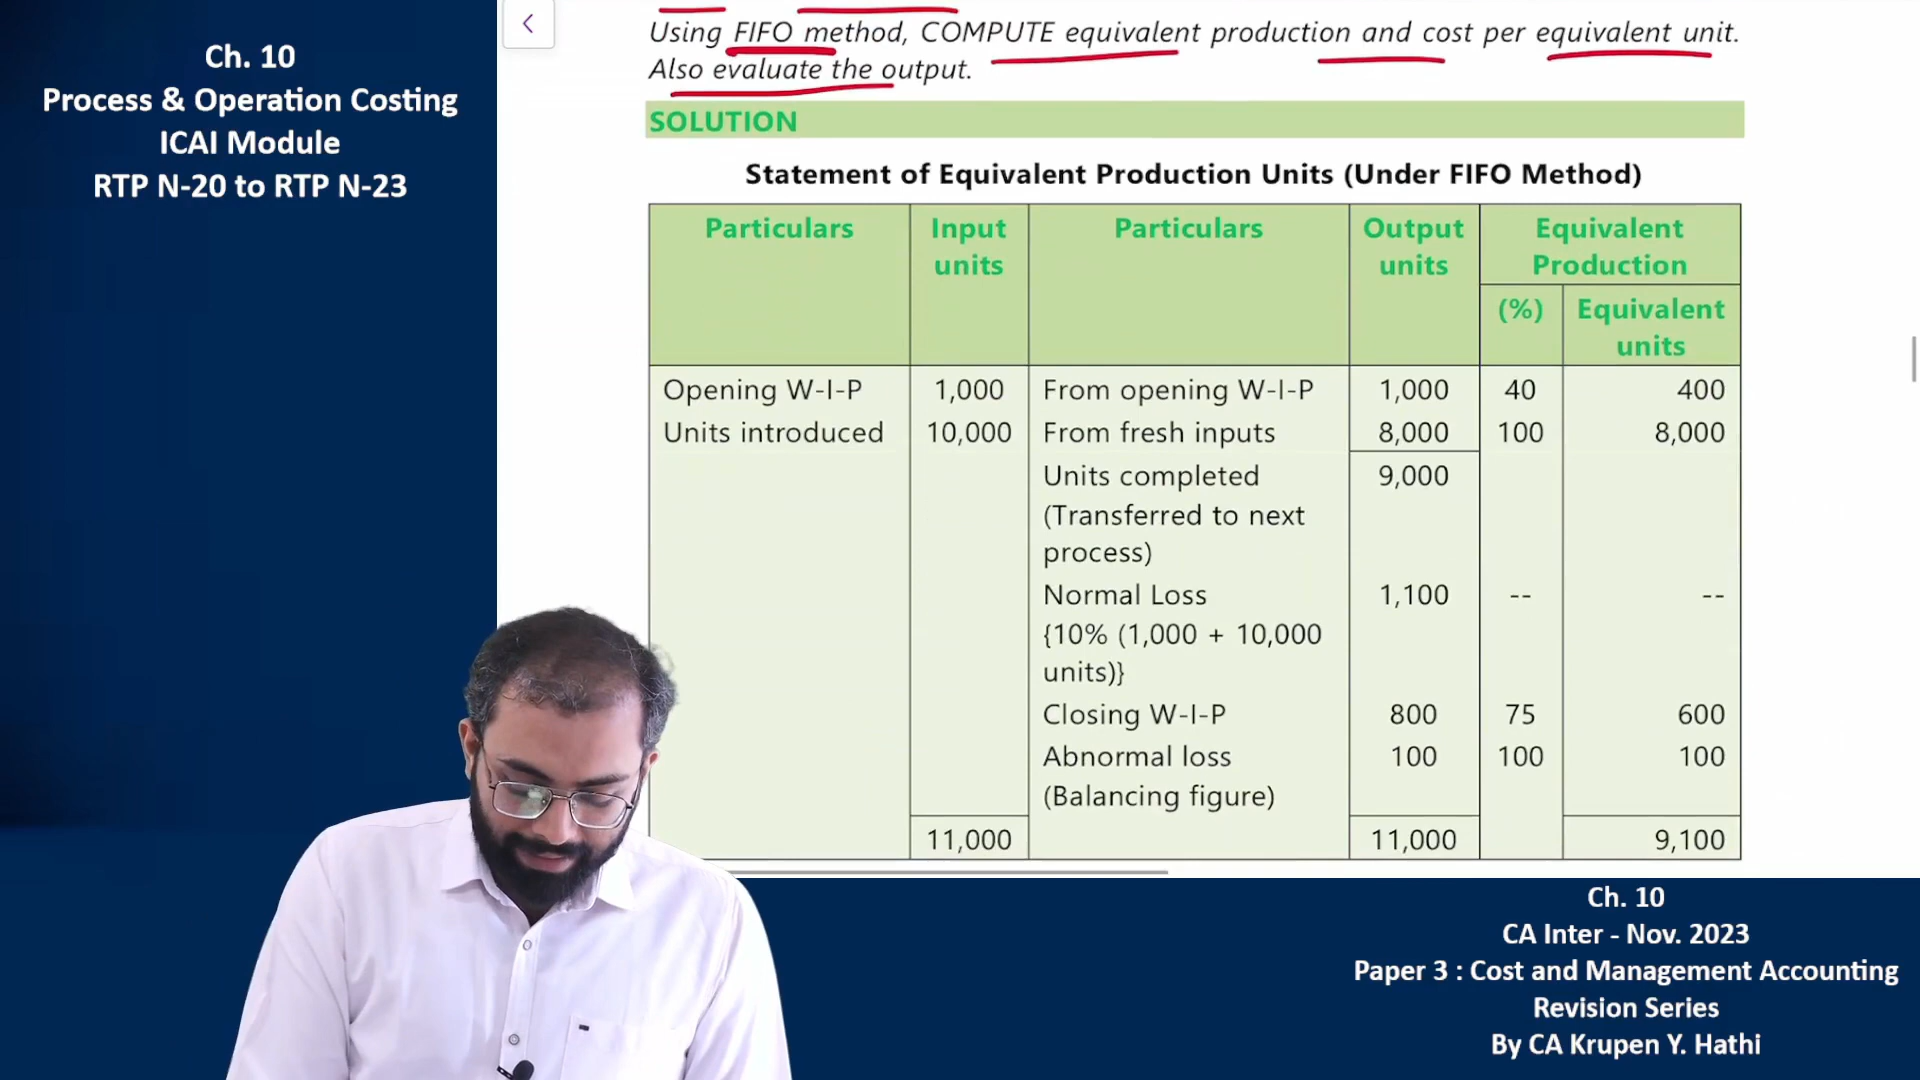 Ch. 10
Process & Operation Costing
ICAI Module
RTP N-20 to RTP N-23
Using FIFO method, COMPUTE equivalent production and cost per equivalent unit.
Also evaluate the output.
SOLUTION
Statement of Equivalent Production Units (Under FIFO Method)
Particulars Input units Particulars Output units Equivalent Production
(%) Equivalent units
Opening W-I-P 1,000 From opening W-I-P 1,000 40 400
Units introduced 10,000 From fresh inputs 8,000 100 8,000
Units completed 9,000
(Transferred to next
process)
Normal Loss 1,100 -- --
{10% (1,000 + 10,000
units)}
Closing W-I-P 800 75 600
Abnormal loss 100 100 100
(Balancing figure)
11,000 11,000 9,100
Ch. 10
CA Inter - Nov. 2023
Paper 3 : Cost and Management Accounting
Revision Series
By CA Krupen Y. Hathi